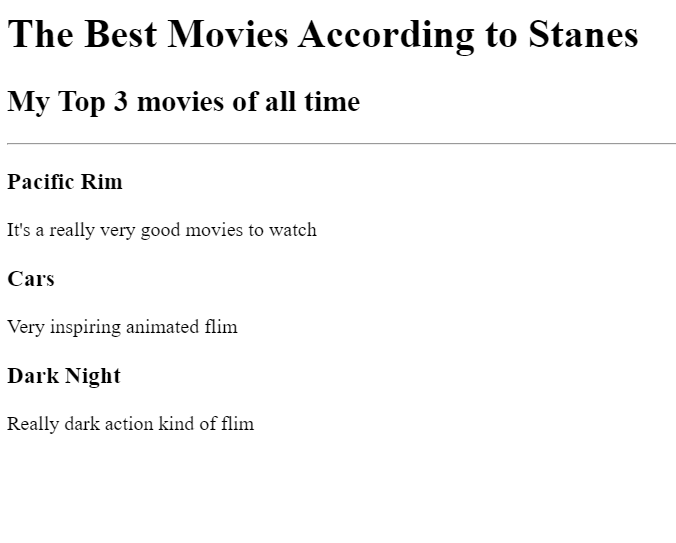 The Best Movies According to Stanes
My Top 3 movies of all time
Pacific Rim
It's a really very good movies to watch
Cars
Very inspiring animated flim
Dark Night
Really dark action kind of flim